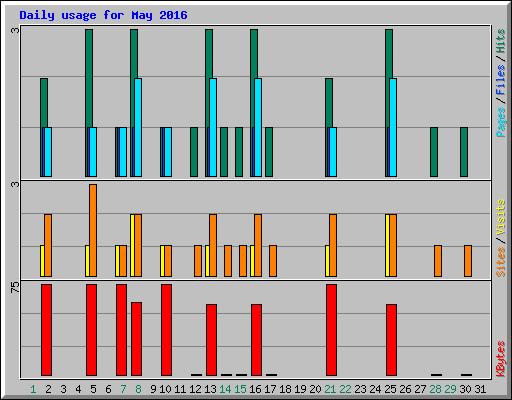 Daily usage for May 2016
3
Pages / Files / Hits
3
Sites / Visits
75
KBytes
1 2 3 4 5 6 7 8 9 10 11 12 13 14 15 16 17 18 19 20 21 22 23 24 25 26 27 28 29 30 31